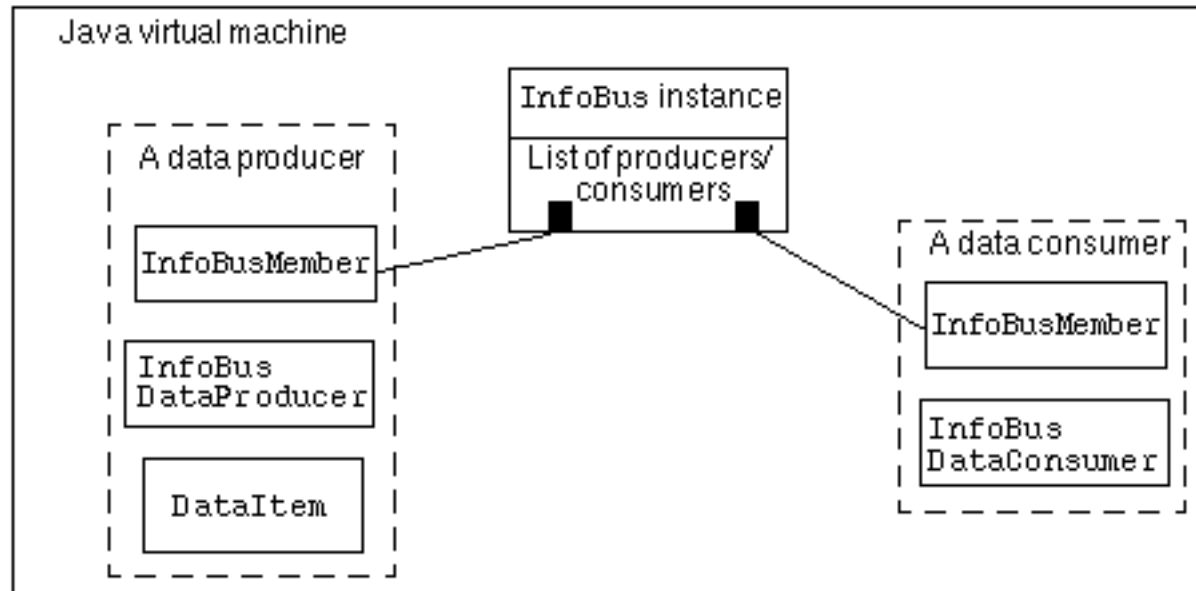 Java virtual machine
InfoBus instance
List of producers/
consumers
A data producer
InfoBusMember
InfoBus
DataProducer
DataItem
A data consumer
InfoBusMember
InfoBus
DataConsumer